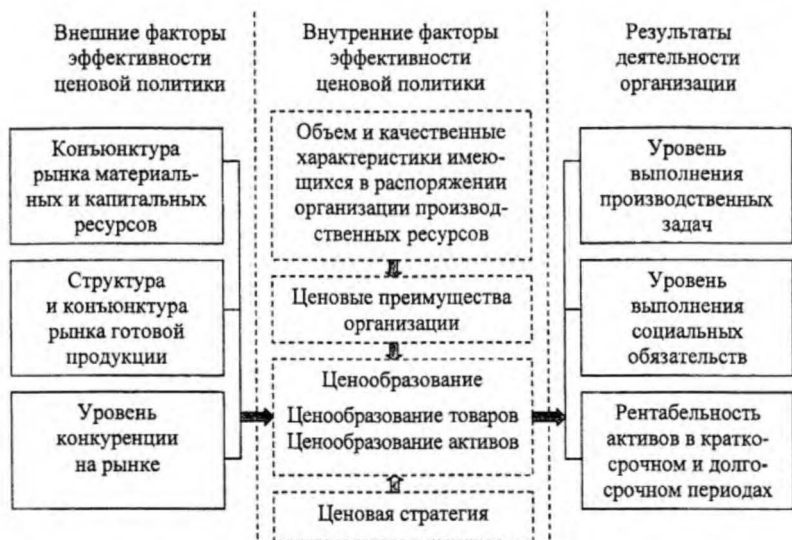 Внешние факторы
эффективности
ценовой политики
Конъюнктура
рынка материаль-
ных и капитальных
ресурсов
Структура
и конъюнктура
рынка готовой
продукции
Уровень
конкуренции
на рынке
Внутренние факторы
эффективности
ценовой политики
Объем и качественные
характеристики имею-
щихся в распоряжении
организации производ-
ственных ресурсов
Ценовые преимущества
организации
Ценообразование
Ценообразование товаров
Ценообразование активов
Ценовая стратегия
Результаты
деятельности
организации
Уровень
выполнения
производственных
задач
Уровень
выполнения
социальных
обязательств
Рентабельность
активов в кратко-
срочном и долго-
срочном периодах